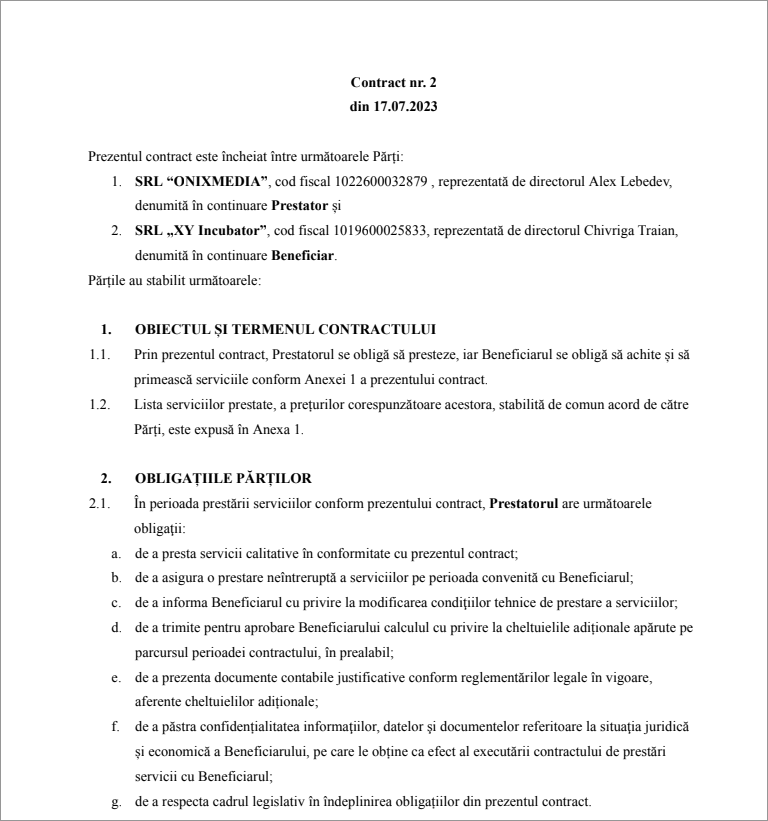 Contract nr. 2
din 17.07.2023
Prezentul contract este încheiat între următoarele Părți:
1. SRL “ONIXMEDIA”, cod fiscal 1022600032879 , reprezentată de directorul Alex Lebedev,
denumită în continuare Prestator și
2. SRL „XY Incubator”, cod fiscal 1019600025833, reprezentată de directorul Chivriga Traian,
denumită în continuare Beneficiar.
Părțile au stabilit următoarele:
1. OBIECTUL ȘI TERMENUL CONTRACTULUI
1.1. Prin prezentul contract, Prestatorul se obligă să presteze, iar Beneficiarul se obligă să achite și să
primească serviciile conform Anexei 1 a prezentului contract.
1.2. Lista serviciilor prestate, a prețurilor corespunzătoare acestora, stabilită de comun acord de către
Părți, este expusă în Anexa 1.
2. OBLIGAȚIILE PĂRȚILOR
2.1. În perioada prestării serviciilor conform prezentului contract, Prestatorul are următoarele
obligații:
a. de a presta servicii calitative în conformitate cu prezentul contract;
b. de a asigura o prestare neîntreruptă a serviciilor pe perioada convenită cu Beneficiarul;
c. de a informa Beneficiarul cu privire la modificarea condițiilor tehnice de prestare a serviciilor;
d. de a trimite pentru aprobare Beneficiarului calculul cu privire la cheltuielile adiționale apărute pe
parcursul perioadei contractului, în prealabil;
e. de a prezenta documente contabile justificative conform reglementărilor legale în vigoare,
aferente cheltuielilor adiționale;
f. de a păstra confidențialitatea informațiilor, datelor şi documentelor referitoare la situația juridică
și economică a Beneficiarului, pe care le obține ca efect al executării contractului de prestări
servicii cu Beneficiarul;
g. de a respecta cadrul legislativ în îndeplinirea obligațiilor din prezentul contract.